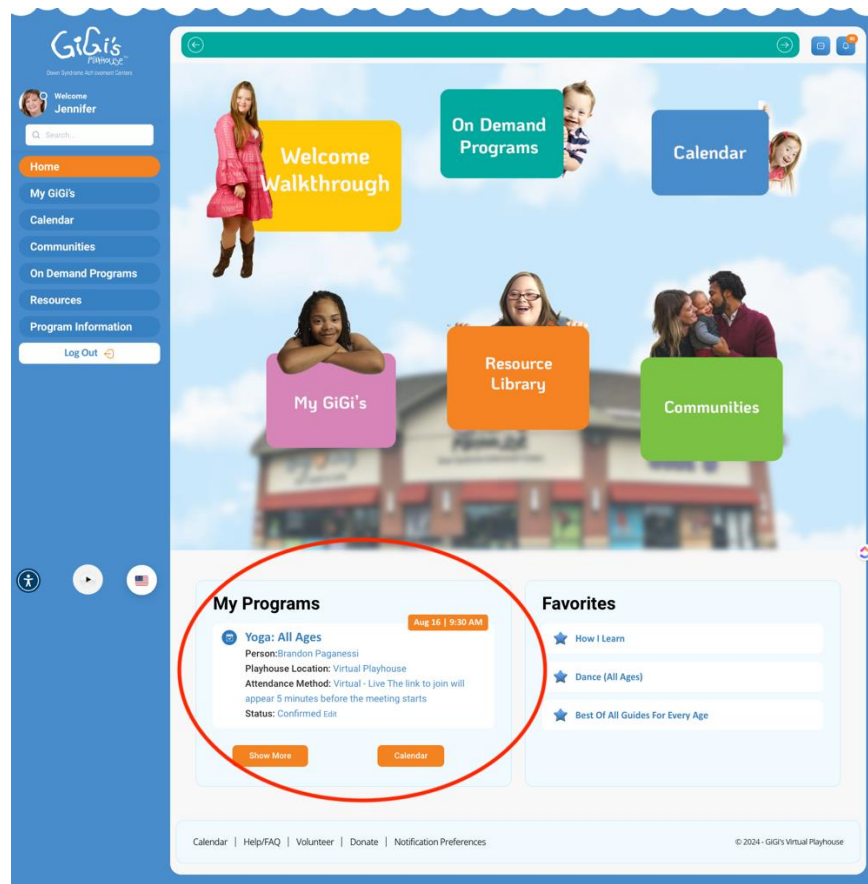 GiGi's
PLAYHOUSE
Down Syndrome Achievement Centers
Welcome
Jennifer
Search..
Home
My GiGi's
Calendar
Communities
On Demand Programs
Resources
Program Information
Log Out
Welcome
Walkthrough
On Demand
Programs
Calendar
My GiGi's
Resource
Library
Communities
My Programs
Aug 16 | 9:30 AM
Yoga: All Ages
Person:Brandon Paganessi
Playhouse Location: Virtual Playhouse
Attendance Method: Virtual - Live The link to join will
appear 5 minutes before the meeting starts
Status: Confirmed Edit
Show More
Calendar
Favorites
How I Learn
Dance (All Ages)
Best Of All Guides For Every Age
Calendar | Help/FAQ | Volunteer | Donate | Notification Preferences
© 2024 - GiGi's Virtual Playhouse